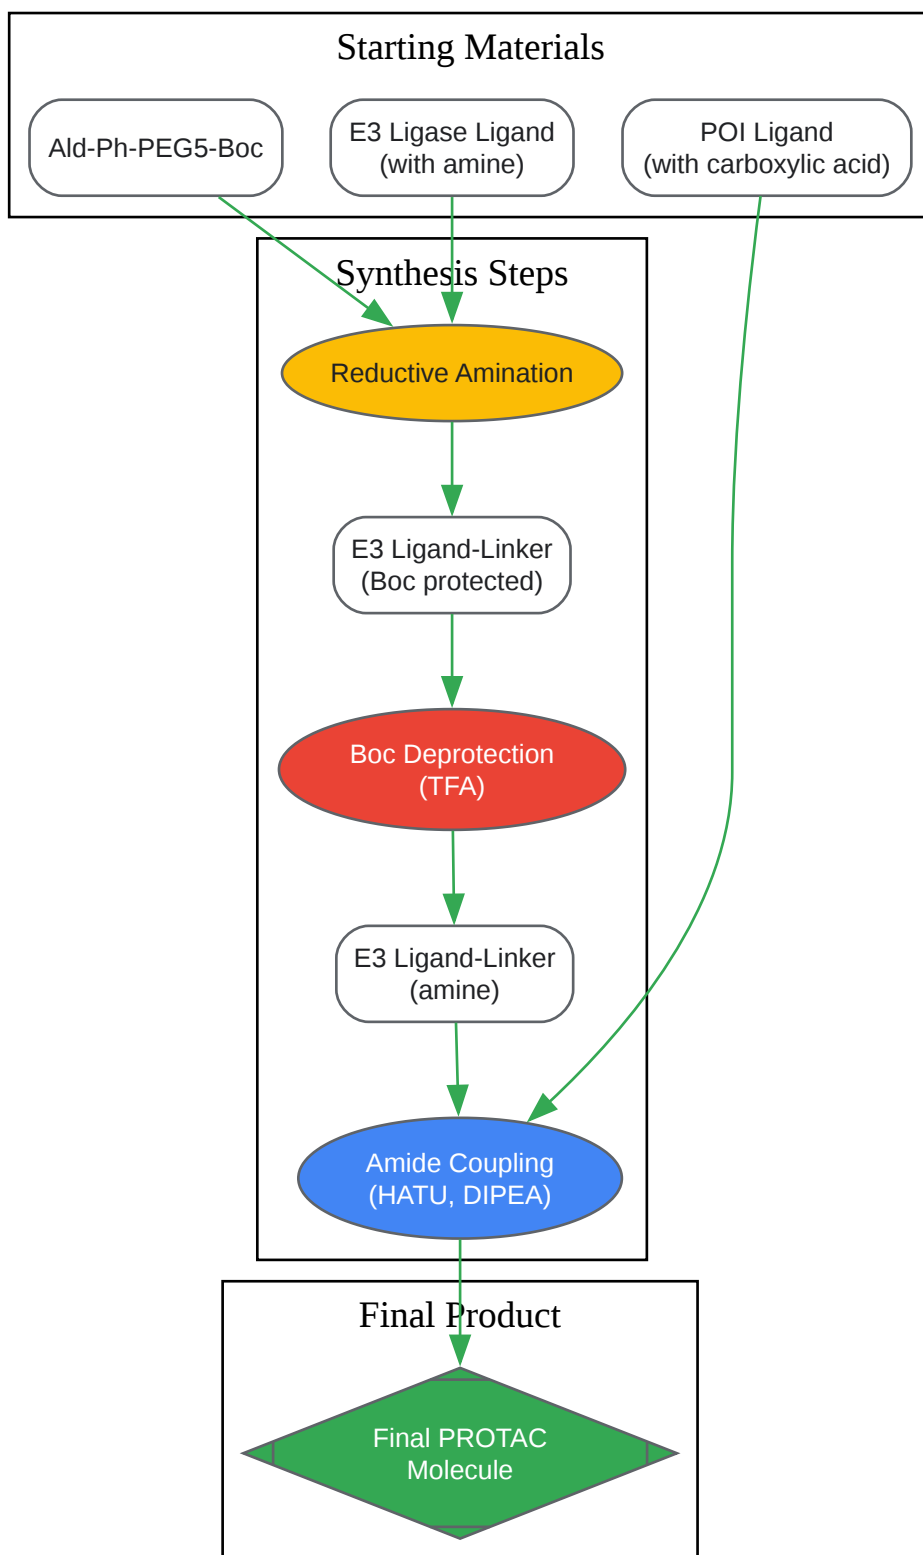 Starting Materials
Ald-Ph-PEG5-Boc
E3 Ligase Ligand
(with amine)
POI Ligand
(with carboxylic acid)
Synthesis Steps
Reductive Amination
E3 Ligand-Linker
(Boc protected)
Boc Deprotection
(TFA)
E3 Ligand-Linker
(amine)
Amide Coupling
(HATU, DIPEA)
Final Product
Final PROTAC
Molecule